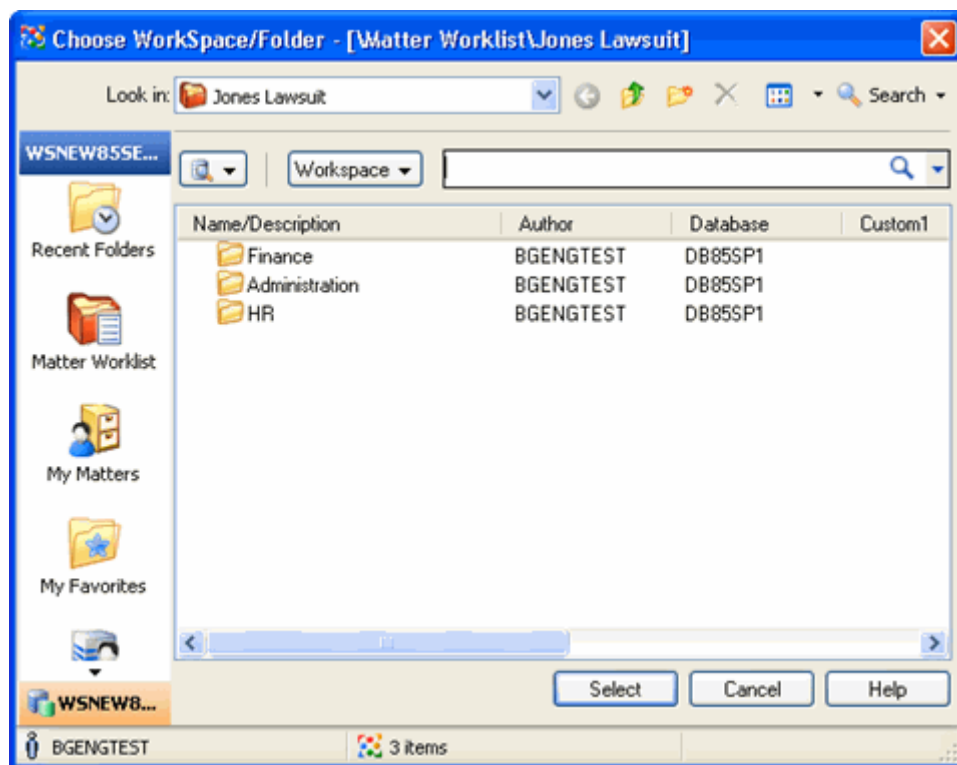 Choose WorkSpace/Folder - [\Matter Worklist\Jones Lawsuit]
Look in: Jones Lawsuit Search
WSNEW85SE...
Workspace
Name/Description Author Database Custom1
Finance BGENGTEST DB85SP1
Administration BGENGTEST DB85SP1
HR BGENGTEST DB85SP1
Recent Folders
Matter Worklist
My Matters
My Favorites
WSNEW8...
Select Cancel Help
BGENGTEST 3 items